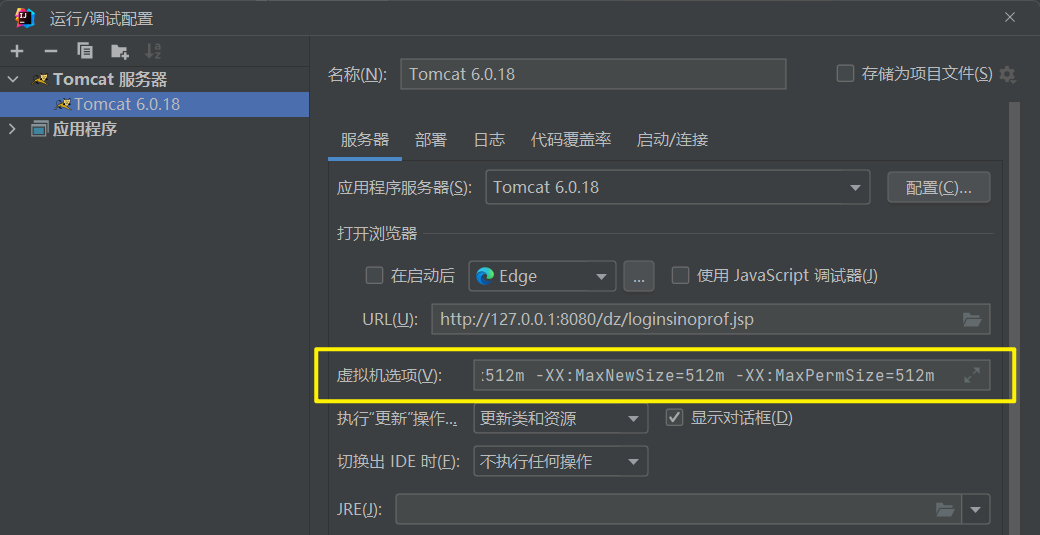 运行/调试配置
Tomcat 服务器
Tomcat 6.0.18
应用程序
名称(N): Tomcat 6.0.18 存储为项目文件(S)
服务器 部署 日志 代码覆盖率 启动/连接
应用程序服务器(S): Tomcat 6.0.18 配置(C)...
打开浏览器
在启动后 Edge ... 使用 JavaScript 调试器(J)
URL(U): http://127.0.0.1:8080/dz/loginsinoprof.jsp
虚拟机选项(V): :512m -XX:MaxNewSize=512m -XX:MaxPermSize=512m
执行“更新”操作... 更新类和资源 显示对话框(D)
切换出 IDE 时(F): 不执行任何操作
JRE(J):